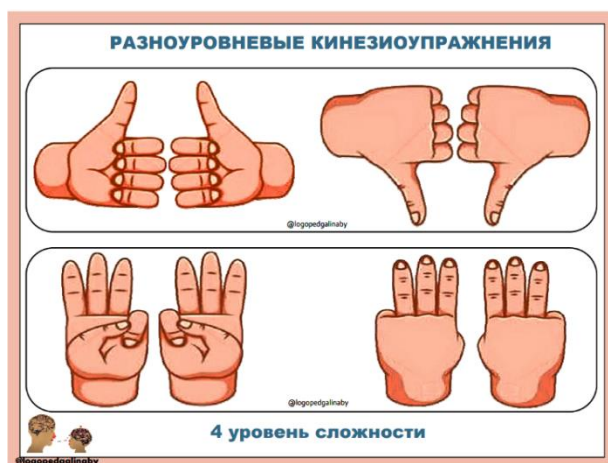 РАЗНОУРОВНЕВЫЕ КИНЕЗИОУПРАЖНЕНИЯ
@logopedgalinaby
@logopedgalinaby
4 уровень сложности
@logopedgalinaby